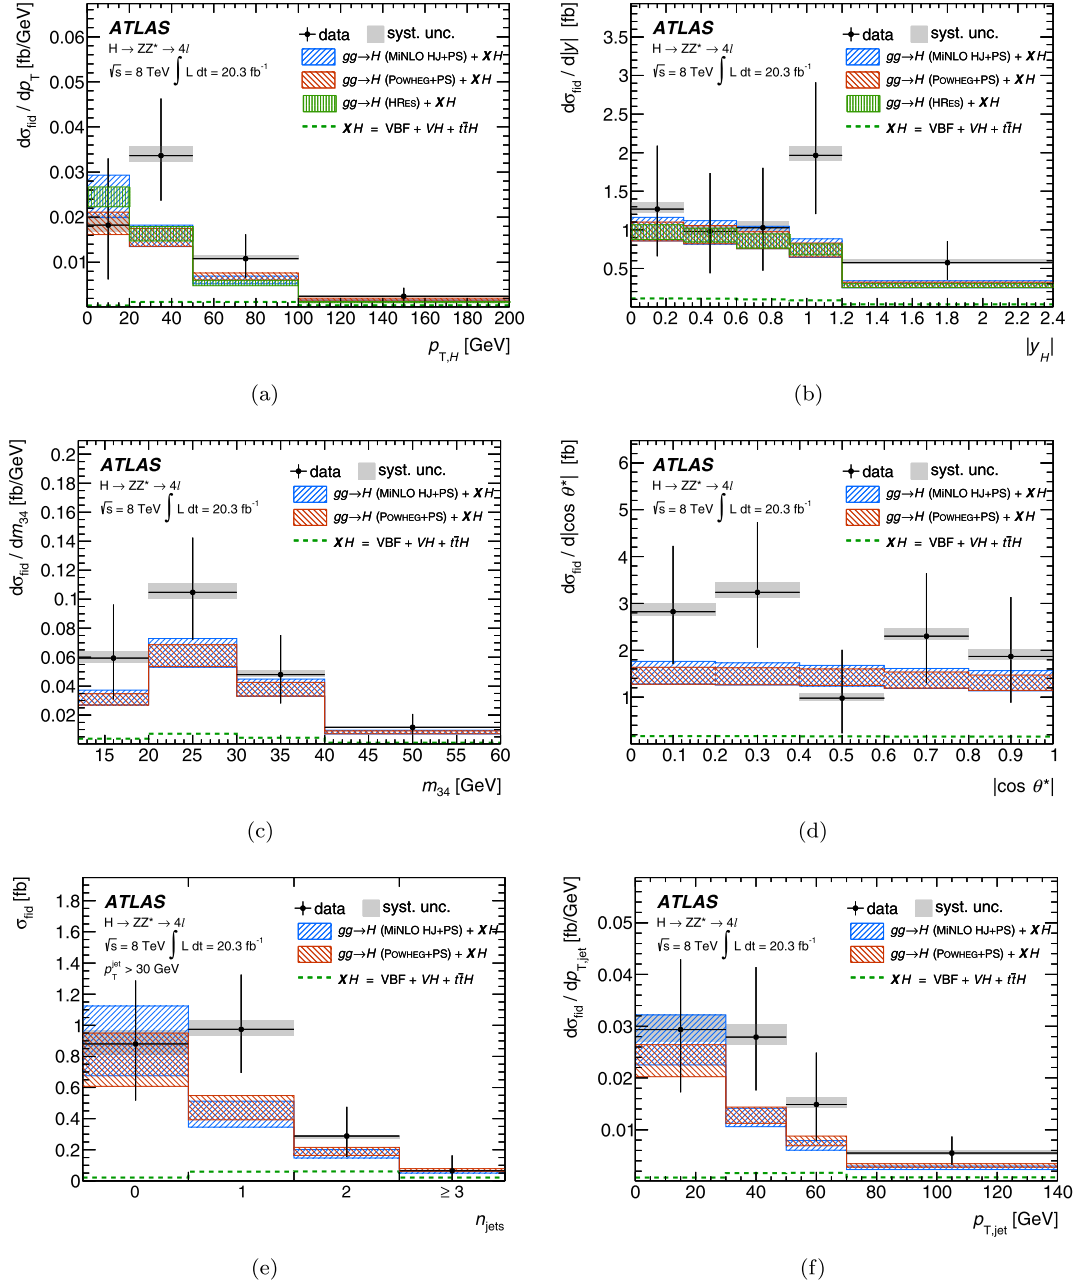 dσfid / dpT [fb/GeV]
ATLAS
H → ZZ* → 4l
√s = 8 TeV ∫ L dt = 20.3 fb-1
data
syst. unc.
gg→H (MiNLO HJ+PS) + XH
gg→H (POWHEG+PS) + XH
gg→H (HRES) + XH
XH = VBF + VH + tt̄H
0.06
0.05
0.04
0.03
0.02
0.01
0 20 40 60 80 100 120 140 160 180 200
pT,H [GeV]
(a)
dσfid / d|y| [fb]
ATLAS
H → ZZ* → 4l
√s = 8 TeV ∫ L dt = 20.3 fb-1
data
syst. unc.
gg→H (MiNLO HJ+PS) + XH
gg→H (POWHEG+PS) + XH
gg→H (HRES) + XH
XH = VBF + VH + tt̄H
3.5
3
2.5
2
1.5
1
0.5
0 0.2 0.4 0.6 0.8 1 1.2 1.4 1.6 1.8 2 2.2 2.4
|yH|
(b)
dσfid / dm34 [fb/GeV]
ATLAS
H → ZZ* → 4l
√s = 8 TeV ∫ L dt = 20.3 fb-1
data
syst. unc.
gg→H (MiNLO HJ+PS) + XH
gg→H (POWHEG+PS) + XH
XH = VBF + VH + tt̄H
0.2
0.18
0.16
0.14
0.12
0.1
0.08
0.06
0.04
0.02
15 20 25 30 35 40 45 50 55 60
m34 [GeV]
(c)
dσfid / d|cos θ*| [fb]
ATLAS
H → ZZ* → 4l
√s = 8 TeV ∫ L dt = 20.3 fb-1
data
syst. unc.
gg→H (MiNLO HJ+PS) + XH
gg→H (POWHEG+PS) + XH
XH = VBF + VH + tt̄H
6
5
4
3
2
1
0 0.1 0.2 0.3 0.4 0.5 0.6 0.7 0.8 0.9 1
|cos θ*|
(d)
σfid [fb]
ATLAS
H → ZZ* → 4l
√s = 8 TeV ∫ L dt = 20.3 fb-1
pTjet > 30 GeV
data
syst. unc.
gg→H (MiNLO HJ+PS) + XH
gg→H (POWHEG+PS) + XH
XH = VBF + VH + tt̄H
1.8
1.6
1.4
1.2
1
0.8
0.6
0.4
0.2
0
0 1 2 ≥ 3
njets
(e)
dσfid / dpT,jet [fb/GeV]
ATLAS
H → ZZ* → 4l
√s = 8 TeV ∫ L dt = 20.3 fb-1
data
syst. unc.
gg→H (MiNLO HJ+PS) + XH
gg→H (POWHEG+PS) + XH
XH = VBF + VH + tt̄H
0.05
0.04
0.03
0.02
0.01
0 20 40 60 80 100 120 140
pT,jet [GeV]
(f)